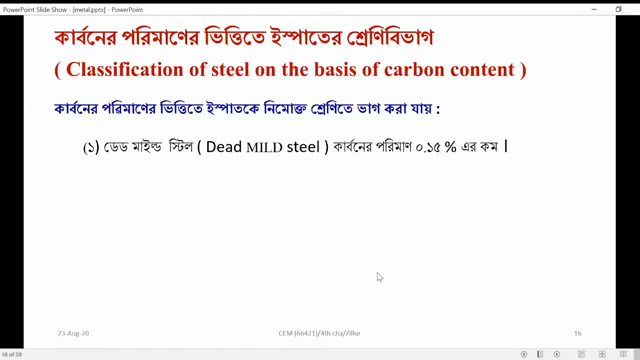 PowerPoint Slide Show - [metal.pptx] - PowerPoint
কার্বনের পরিমাণের ভিত্তিতে ইস্পাতের শ্রেণিবিভাগ
( Classification of steel on the basis of carbon content )
কার্বনের পরিমাণের ভিত্তিতে ইস্পাতকে নিমোক্ত শ্রেণিতে ভাগ করা যায় :
(১) ডেড মাইল্ড স্টিল ( Dead MILD steel ) কার্বনের পরিমাণ ০.১৫ % এর কম ।
23-Aug-20 CEM (66421)/4th cha/Zillur 16
16 of 28